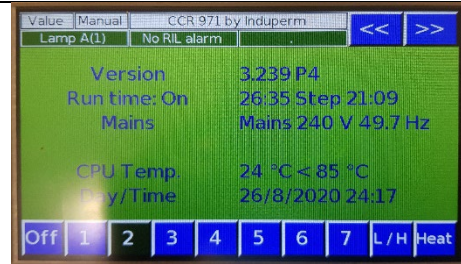 Value Manual CCR 971 by Induperm << >>
Lamp A(1) No RIL alarm .
Version 3.239 P4
Run time: On 26:35 Step 21:09
Mains Mains 240 V 49.7 Hz
CPU Temp. 24 °C < 85 °C
Day/Time 26/8/2020 24:17
Off 1 2 3 4 5 6 7 L/H Heat